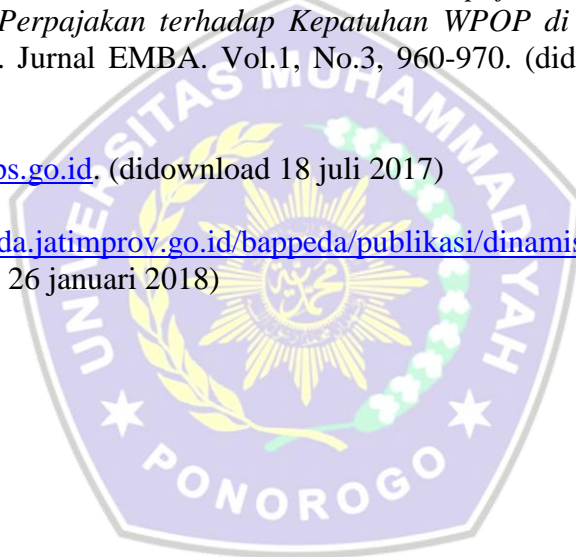 Perpajakan terhadap Kepatuhan WPOP di
. Jurnal EMBA. Vol.1, No.3, 960-970. (did
os.go.id. (didownload 18 juli 2017)
da.jatimprov.go.id/bappeda/publikasi/dinamis
26 januari 2018)
UNIVERSITAS MUHAMMADIYAH
PONOROGO